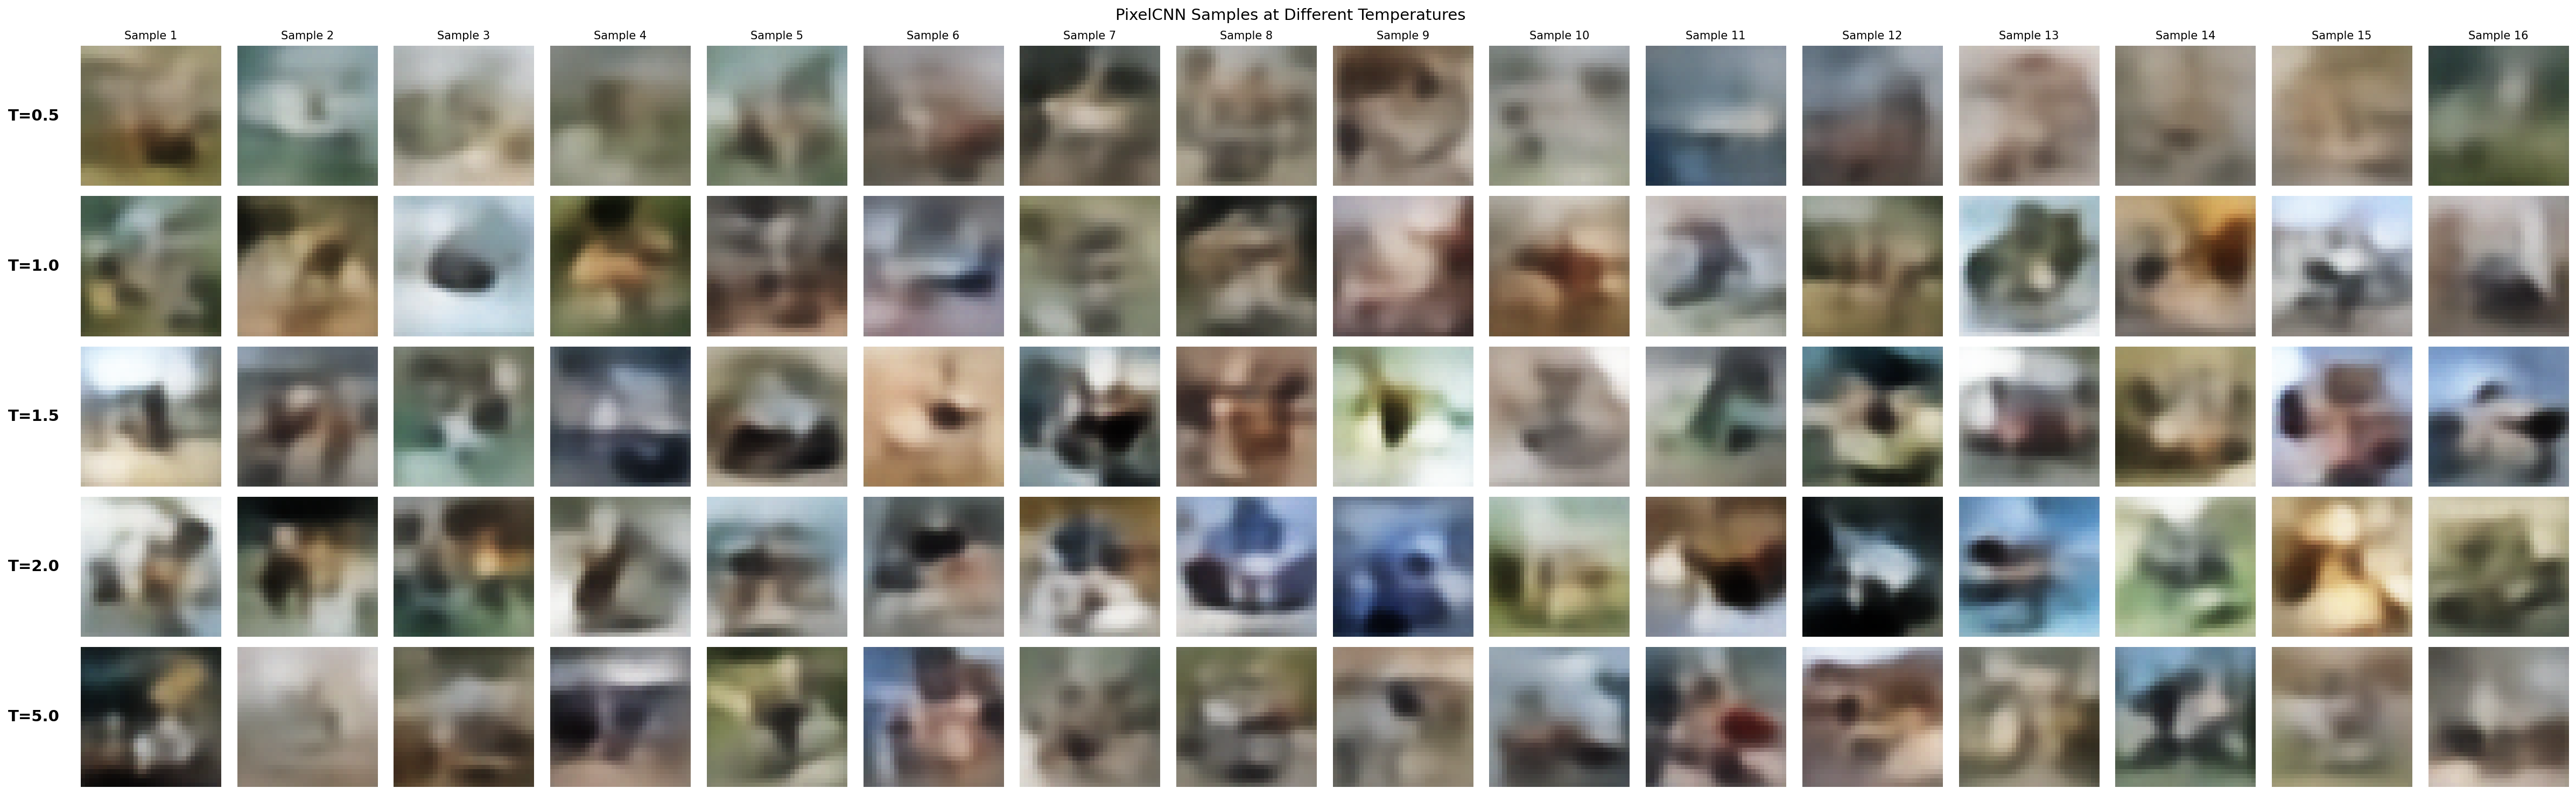 PixelCNN Samples at Different Temperatures
Sample 1 Sample 2 Sample 3 Sample 4 Sample 5 Sample 6 Sample 7 Sample 8 Sample 9 Sample 10 Sample 11 Sample 12 Sample 13 Sample 14 Sample 15 Sample 16
T=0.5
T=1.0
T=1.5
T=2.0
T=5.0